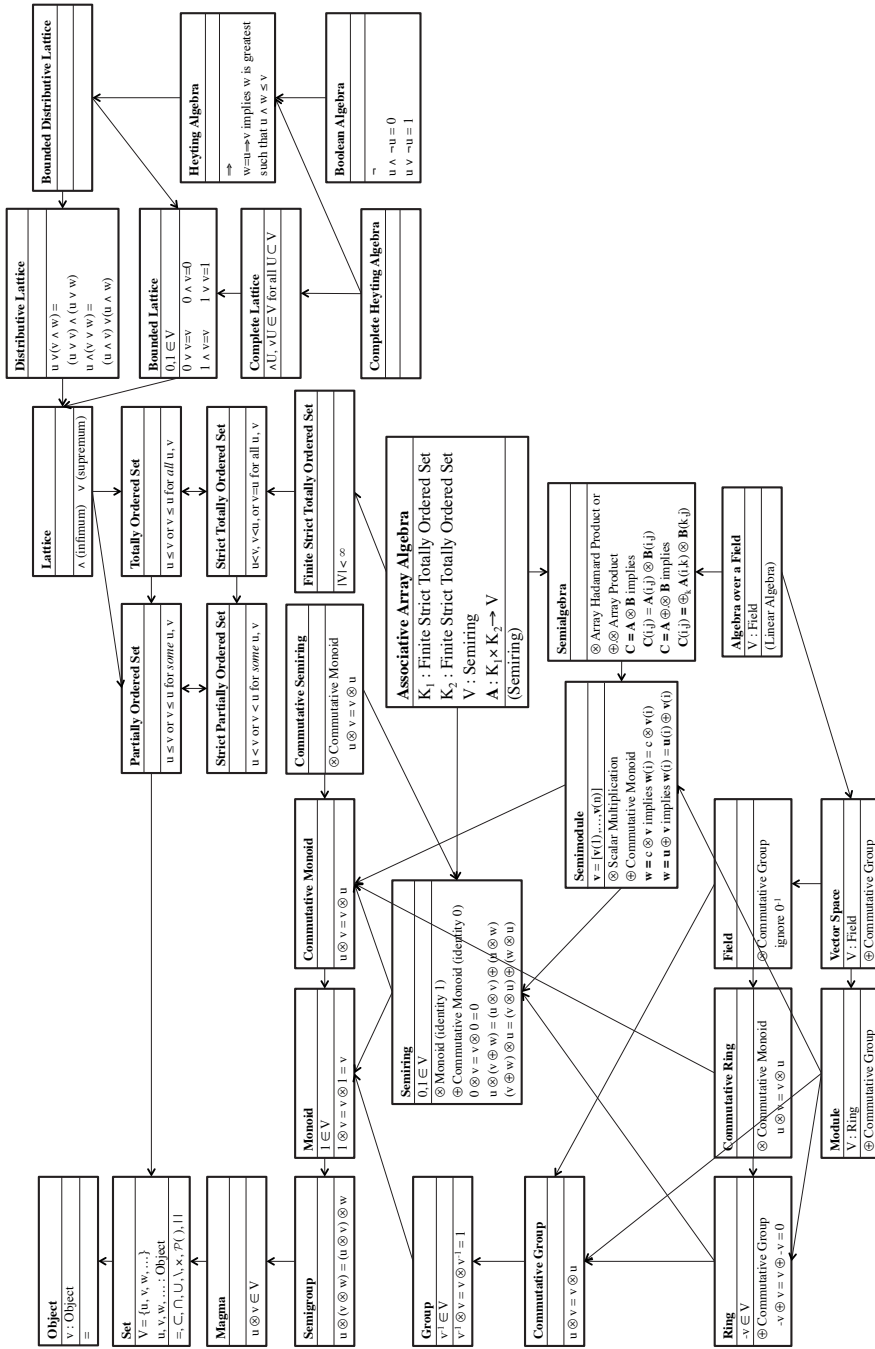 Object
v : Object
=
Set
V = {u, v, w, …}
u, v, w, … : Object
=, ⊂, ∩, ∪, \, ×, 𝒫( ), | |
Magma
u ⊗ v ∈ V
Semigroup
u ⊗ (v ⊗ w) = (u ⊗ v) ⊗ w
Monoid
1 ∈ V
1 ⊗ v = v ⊗ 1 = v
Commutative Monoid
u ⊗ v = v ⊗ u
Commutative Semiring
⊗ Commutative Monoid
u ⊗ v = v ⊗ u
Group
v⁻¹ ∈ V
v⁻¹ ⊗ v = v ⊗ v⁻¹ = 1
Semiring
0,1 ∈ V
⊗ Monoid (identity 1)
⊕ Commutative Monoid (identity 0)
0 ⊗ v = v ⊗ 0 = 0
u ⊗ (v ⊕ w) = (u ⊗ v) ⊕ (u ⊗ w)
(v ⊕ w) ⊗ u = (v ⊗ u) ⊕ (w ⊗ u)
Commutative Group
u ⊗ v = v ⊗ u
Ring
-v ∈ V
⊕ Commutative Group
-v ⊕ v = v ⊕ -v = 0
Commutative Ring
⊗ Commutative Monoid
u ⊗ v = v ⊗ u
Field
⊗ Commutative Group
ignore 0⁻¹
Module
V : Ring
⊕ Commutative Group
Vector Space
V : Field
⊕ Commutative Group
Semimodule
v = [v(1),…,v(n)]
⊗ Scalar Multiplication
⊕ Commutative Monoid
w = c ⊗ v implies w(i) = c ⊗ v(i)
w = u ⊕ v implies w(i) = u(i) ⊕ v(i)
Semialgebra
⊗ Array Hadamard Product or
⊕.⊗ Array Product
C = A ⊗ B implies
C(i,j) = A(i,j) ⊗ B(i,j)
C = A ⊕.⊗ B implies
C(i,j) = ⊕ₖ A(i,k) ⊗ B(k,j)
Algebra over a Field
V : Field
(Linear Algebra)
Associative Array Algebra
K₁ : Finite Strict Totally Ordered Set
K₂ : Finite Strict Totally Ordered Set
V : Semiring
A : K₁ × K₂ → V
(Semiring)
Partially Ordered Set
u ≤ v or v ≤ u for some u, v
Strict Partially Ordered Set
u < v or v < u for some u, v
Lattice
∧ (infimum) ∨ (supremum)
Totally Ordered Set
u ≤ v or v ≤ u for all u, v
Strict Totally Ordered Set
u<v, v<u, or v=u for all u, v
Finite Strict Totally Ordered Set
|V| < ∞
Distributive Lattice
u ∨(v ∧ w) =
(u ∨ v) ∧ (u ∨ w)
u ∧(v ∨ w) =
(u ∧ v) ∨(u ∧ w)
Bounded Lattice
0,1 ∈ V
0 ∨ v=v 0 ∧ v=0
1 ∧ v=v 1 ∨ v=1
Complete Lattice
∧U, ∨U ∈ V for all U ⊂ V
Complete Heyting Algebra
Bounded Distributive Lattice
Heyting Algebra
⇒
w=u⇒v implies w is greatest
such that u ∧ w ≤ v
Boolean Algebra
¬
u ∧ ¬u = 0
u ∨ ¬u = 1